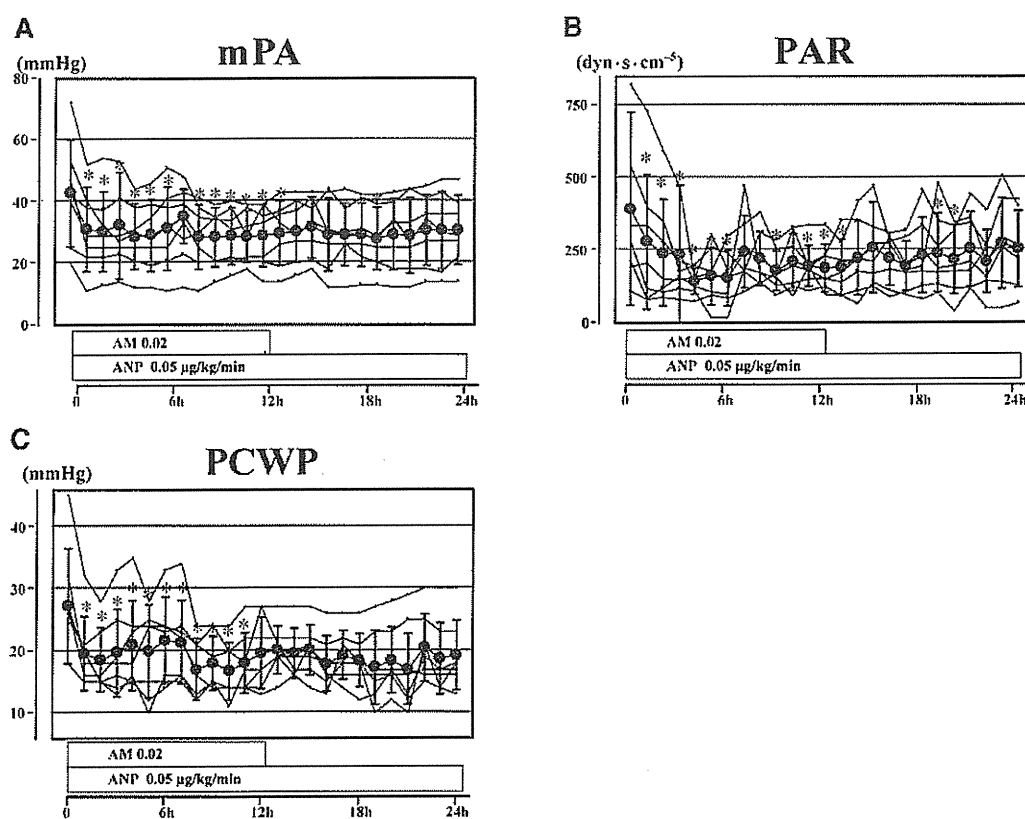 A
mPA
(mmHg)
80
60
40
20
0
AM 0.02
ANP 0.05 µg/kg/min
0 6h 12h 18h 24h
B
PAR
(dyn·s·cm⁻⁵)
750
500
250
0
AM 0.02
ANP 0.05 µg/kg/min
0 6h 12h 18h 24h
C
PCWP
(mmHg)
40
30
20
10
AM 0.02
ANP 0.05 µg/kg/min
0 6h 12h 18h 24h